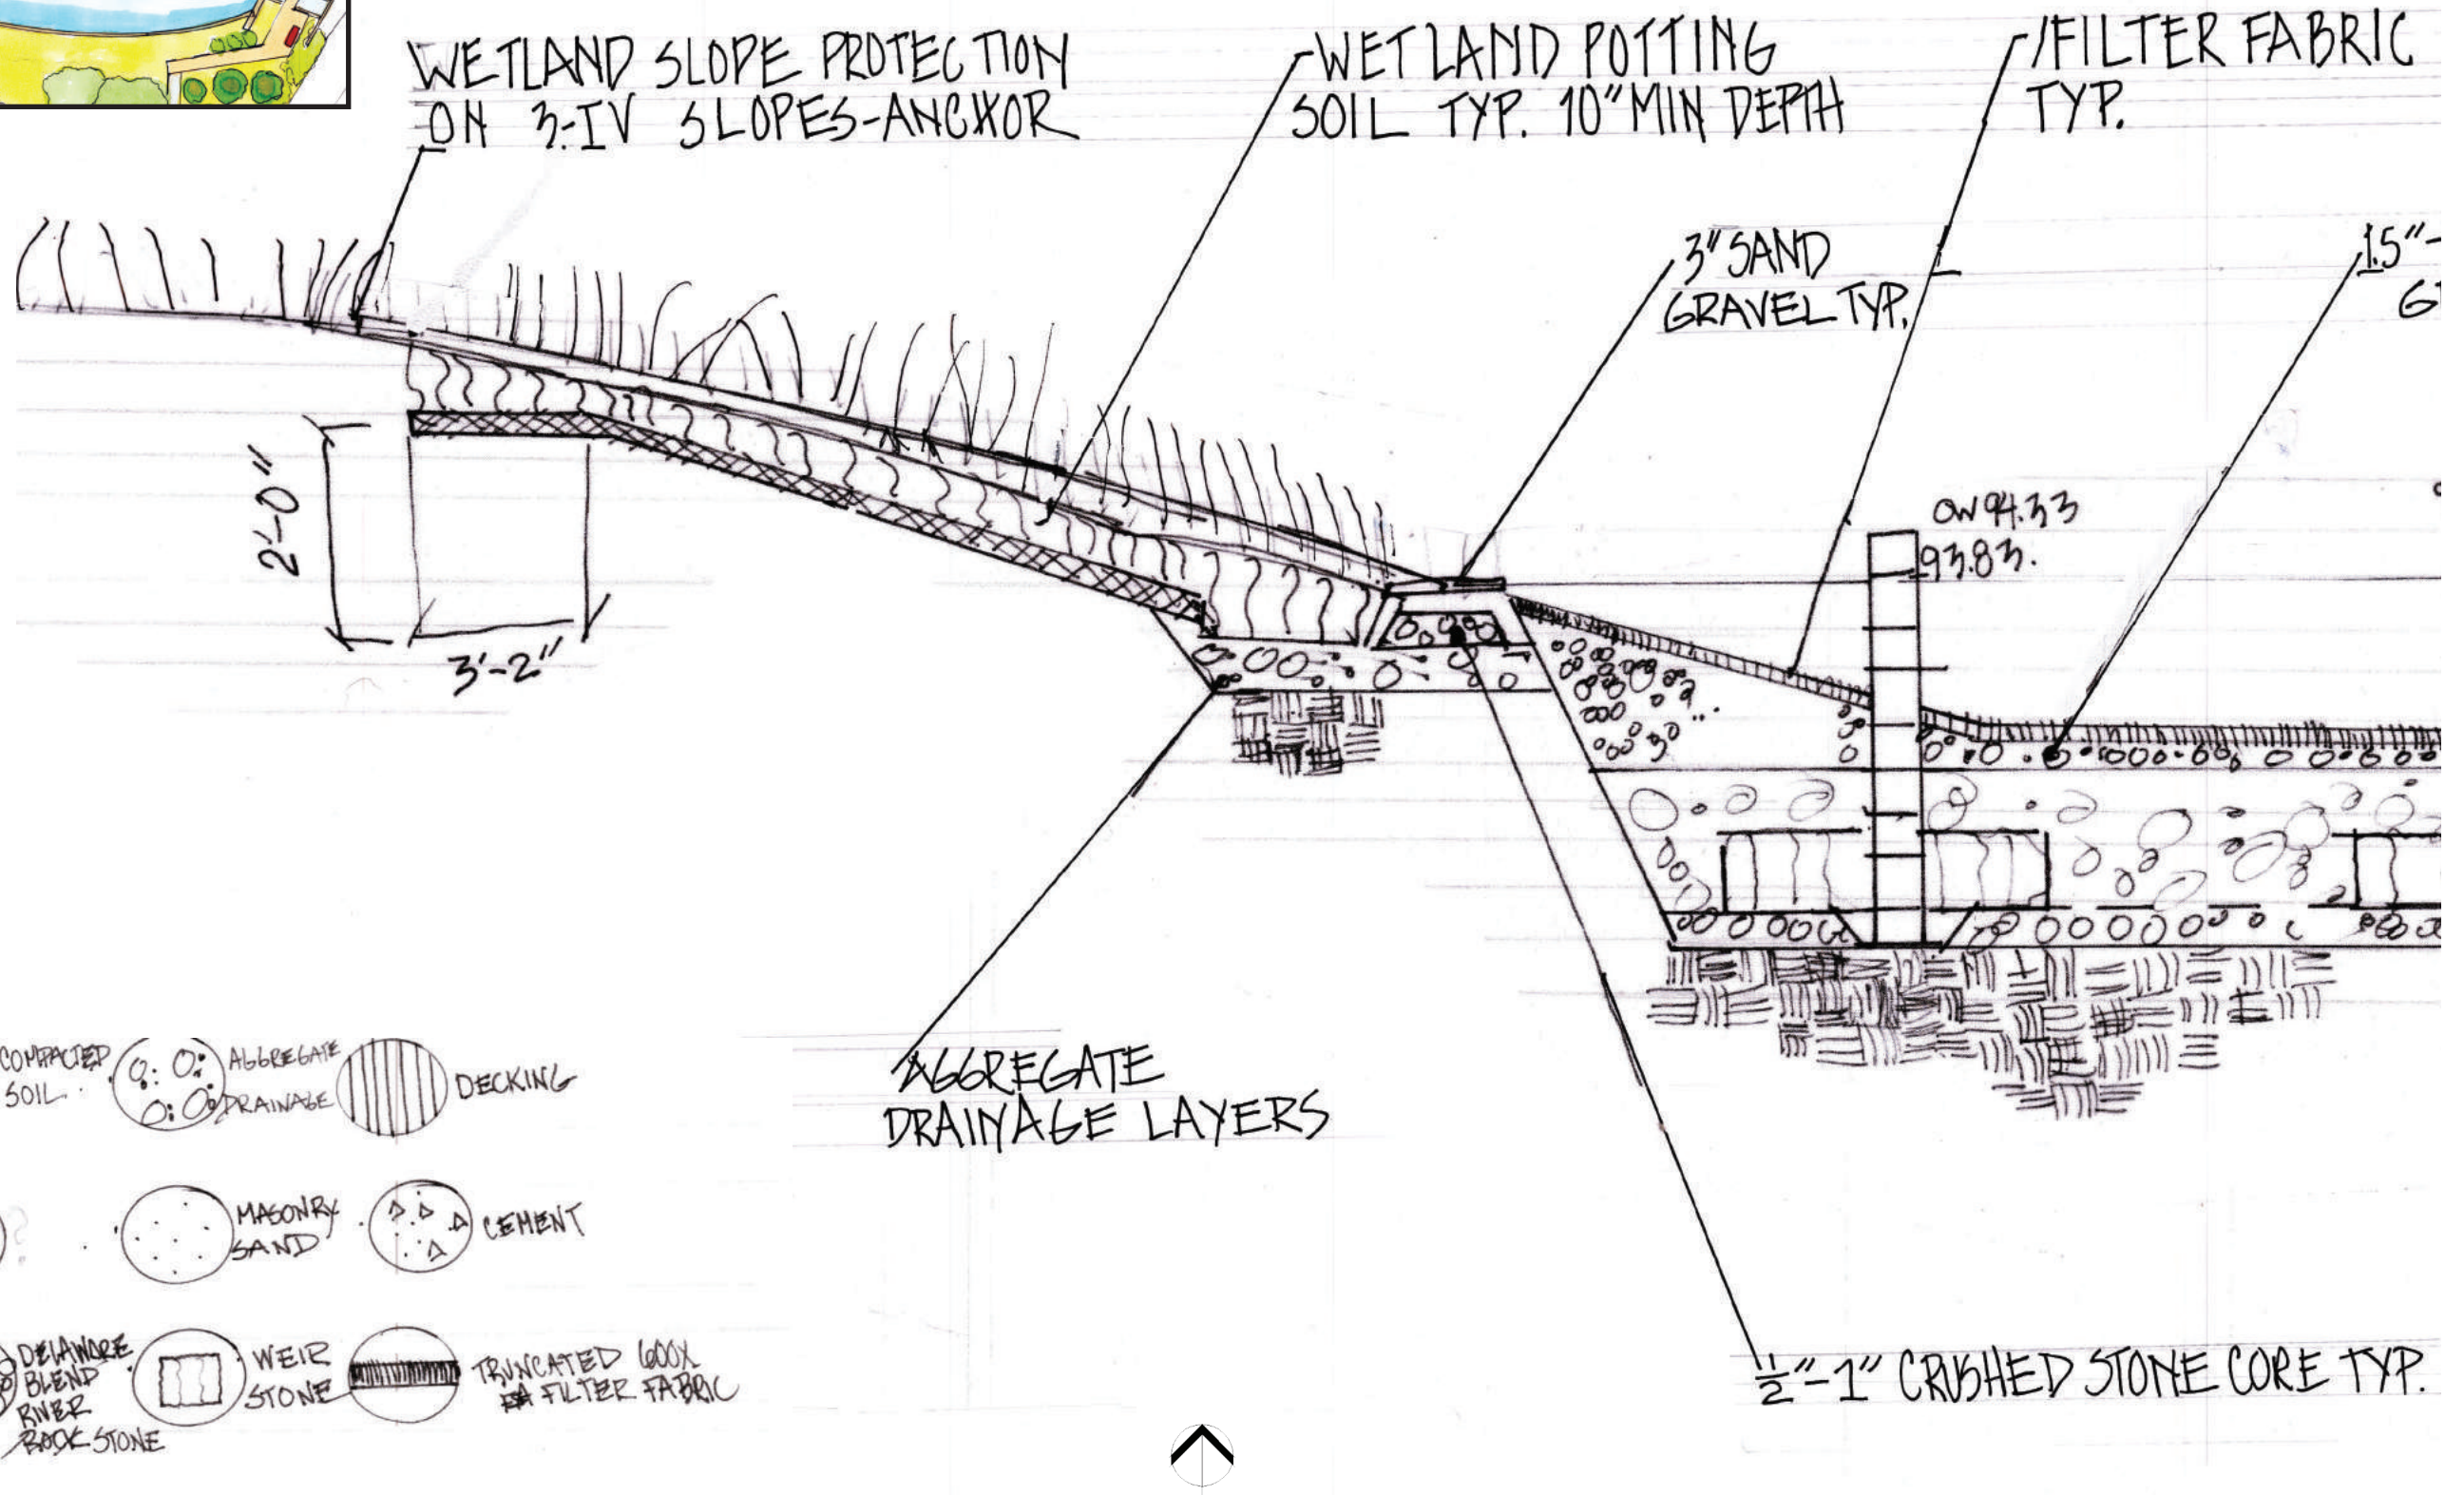 WETLAND SLOPE PROTECTION
ON 3:1V SLOPES-ANCHOR
WETLAND POTTING
SOIL TYP. 10" MIN DEPTH
FILTER FABRIC
TYP.
3" SAND
GRAVEL TYP.
1.5"-
OW 94.33
93.83.
2'-0"
3'-2"
AGGREGATE
DRAINAGE LAYERS
1/2"-1" CRUSHED STONE CORE TYP.
COMPACTED
SOIL
AGGREGATE
DRAINAGE
DECKING
?
MASONRY
SAND
CEMENT
DELAWARE
BLEND
RIVER
BACK STONE
WEIR
STONE
TRUNCATED 600X
FILTER FABRIC